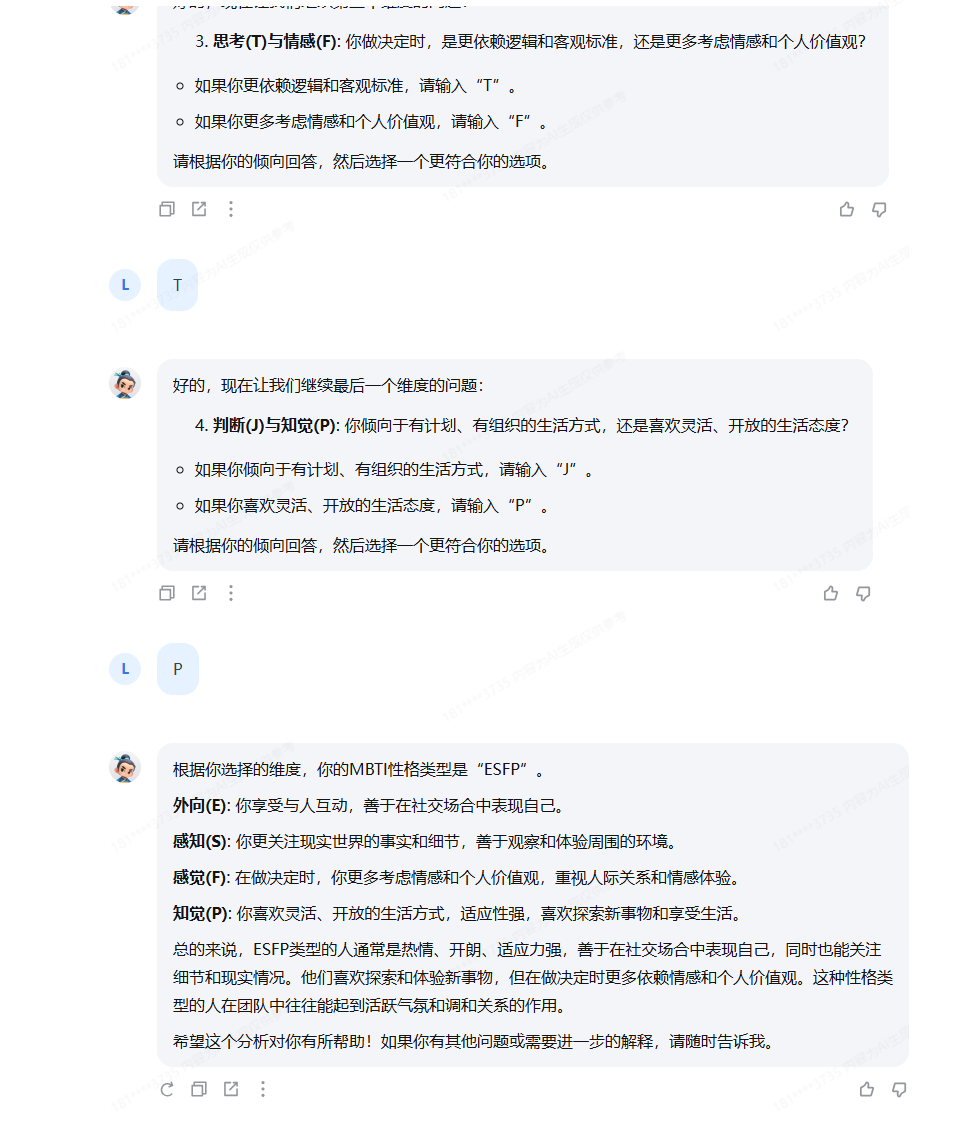 3. 思考(T)与情感(F): 你做决定时，是更依赖逻辑和客观标准，还是更多考虑情感和个人价值观？
如果你更依赖逻辑和客观标准，请输入“T”。
如果你更多考虑情感和个人价值观，请输入“F”。
请根据你的倾向回答，然后选择一个更符合你的选项。
L
T
好的，现在让我们继续最后一个维度的问题：
4. 判断(J)与知觉(P): 你倾向于有计划、有组织的生活方式，还是喜欢灵活、开放的生活态度？
如果你倾向于有计划、有组织的生活方式，请输入“J”。
如果你喜欢灵活、开放的生活态度，请输入“P”。
请根据你的倾向回答，然后选择一个更符合你的选项。
L
P
根据你选择的维度，你的MBTI性格类型是“ESFP”。
外向(E): 你享受与人互动，善于在社交场合中表现自己。
感知(S): 你更关注现实世界的事实和细节，善于观察和体验周围的环境。
感觉(F): 在做决定时，你更多考虑情感和个人价值观，重视人际关系和情感体验。
知觉(P): 你喜欢灵活、开放的生活方式，适应性强，喜欢探索新事物和享受生活。
总的来说，ESFP类型的人通常是热情、开朗、适应力强，善于在社交场合中表现自己，同时也能关注
细节和现实情况。他们喜欢探索和体验新事物，但在做决定时更多依赖情感和个人价值观。这种性格类
型的人在团队中往往能起到活跃气氛和调和关系的作用。
希望这个分析对你有所帮助！如果你有其他问题或需要进一步的解释，请随时告诉我。